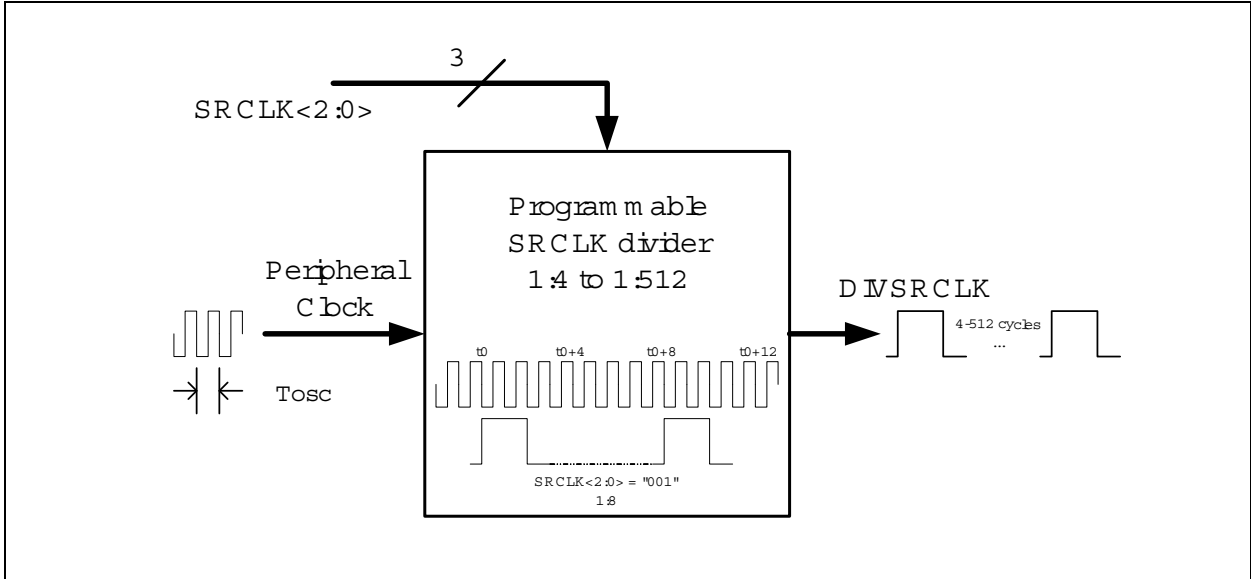 3
SRCLK<2:0>
Programmable
SRCLK divider
1:4 to 1:512
Peripheral
Clock
DIVSRCLK
4-512 cycles
...
t0 t0+4 t0+8 t0+12
Tosc
SRCLK<2:0> = "001"
1:8